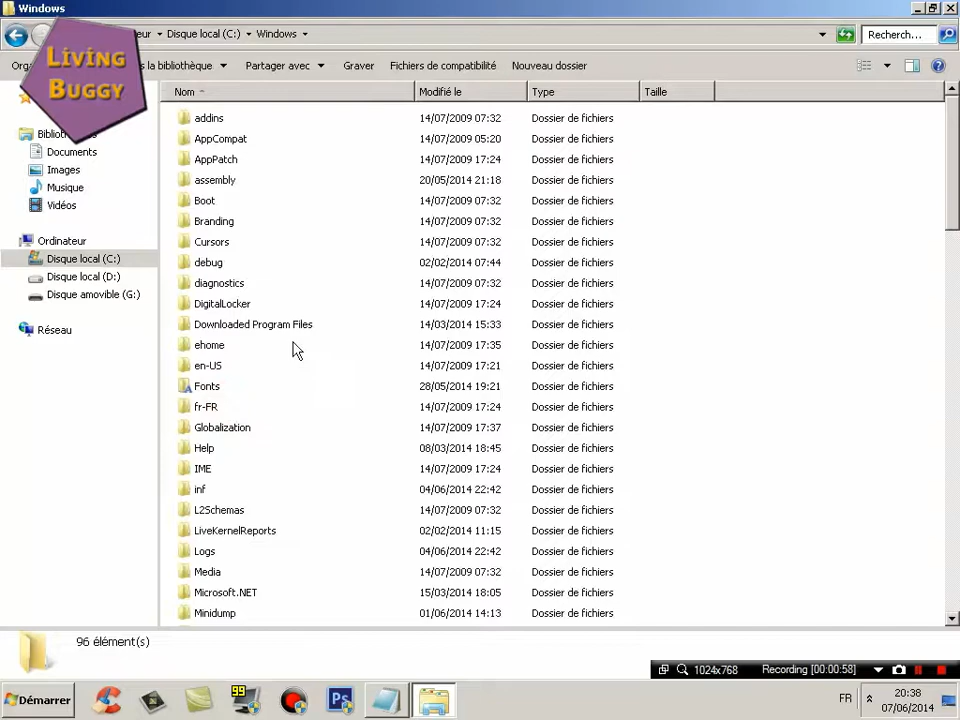 Windows
eur ▸ Disque local (C:) ▸ Windows ▸
Recherch...
Living
Buggy
Orga
la bibliothèque
Partager avec
Graver
Fichiers de compatibilité
Nouveau dossier
Documents
Images
Musique
Vidéos
Ordinateur
Disque local (C:)
Disque local (D:)
Disque amovible (G:)
Réseau
Nom Modifié le Type Taille
addins 14/07/2009 07:32 Dossier de fichiers
AppCompat 14/07/2009 05:20 Dossier de fichiers
AppPatch 14/07/2009 17:24 Dossier de fichiers
assembly 20/05/2014 21:18 Dossier de fichiers
Boot 14/07/2009 07:32 Dossier de fichiers
Branding 14/07/2009 07:32 Dossier de fichiers
Cursors 14/07/2009 07:32 Dossier de fichiers
debug 02/02/2014 07:44 Dossier de fichiers
diagnostics 14/07/2009 07:32 Dossier de fichiers
DigitalLocker 14/07/2009 17:24 Dossier de fichiers
Downloaded Program Files 14/03/2014 15:33 Dossier de fichiers
ehome 14/07/2009 17:35 Dossier de fichiers
en-US 14/07/2009 17:21 Dossier de fichiers
Fonts 28/05/2014 19:21 Dossier de fichiers
fr-FR 14/07/2009 17:24 Dossier de fichiers
Globalization 14/07/2009 17:37 Dossier de fichiers
Help 08/03/2014 18:45 Dossier de fichiers
IME 14/07/2009 17:24 Dossier de fichiers
inf 04/06/2014 22:42 Dossier de fichiers
L2Schemas 14/07/2009 07:32 Dossier de fichiers
LiveKernelReports 02/02/2014 11:15 Dossier de fichiers
Logs 04/06/2014 22:42 Dossier de fichiers
Media 14/07/2009 07:32 Dossier de fichiers
Microsoft.NET 15/03/2014 18:05 Dossier de fichiers
Minidump 01/06/2014 14:13 Dossier de fichiers
96 élément(s)
1024x768 Recording [00:00:58]
Démarrer
99
Ps
FR
20:38
07/06/2014